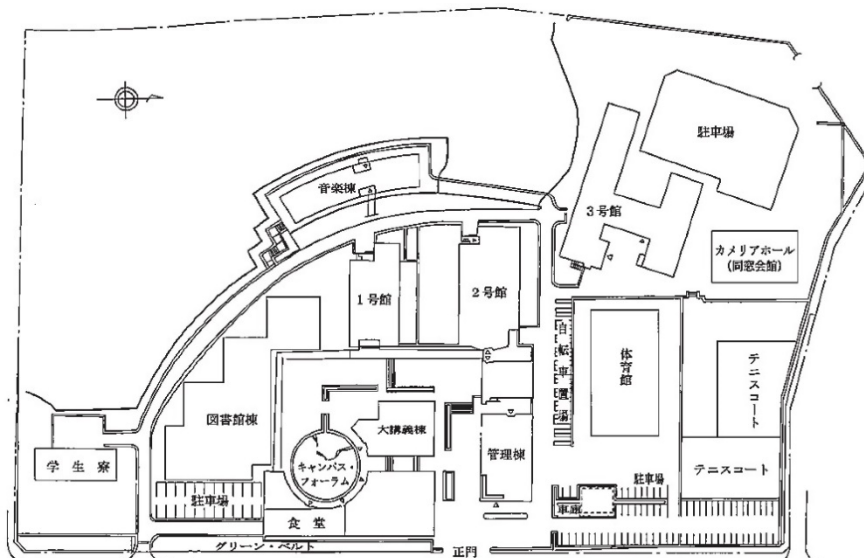 駐車場
音楽棟
3号館
カメリアホール
(同窓会館)
1号館
2号館
自転車置場
体育館
テニスコート
図書館棟
大講義棟
キャンパス・
フォーラム
管理棟
学生寮
駐車場
テニスコート
駐車場
車庫
食堂
グリーン・ベルト
正門